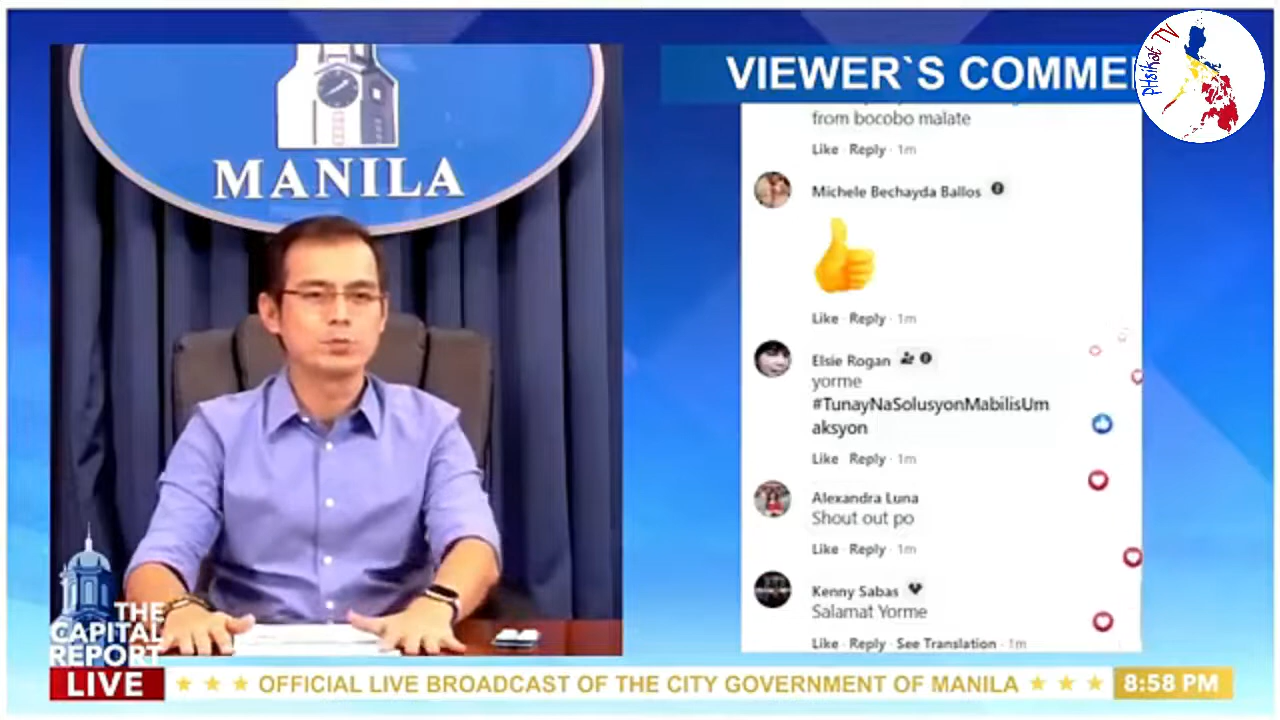 MANILA
THE
CAPITAL
REPORT
LIVE
VIEWER`S COMME
PHsikat TV
from bocobo malate
Like · Reply · 1m
Michele Bechayda Ballos
Like · Reply · 1m
Elsie Rogan
yorme
#TunayNaSolusyonMabilisUm
aksyon
Like · Reply · 1m
Alexandra Luna
Shout out po
Like · Reply · 1m
Kenny Sabas
Salamat Yorme
Like · Reply · See Translation · 1m
OFFICIAL LIVE BROADCAST OF THE CITY GOVERNMENT OF MANILA
8:58 PM